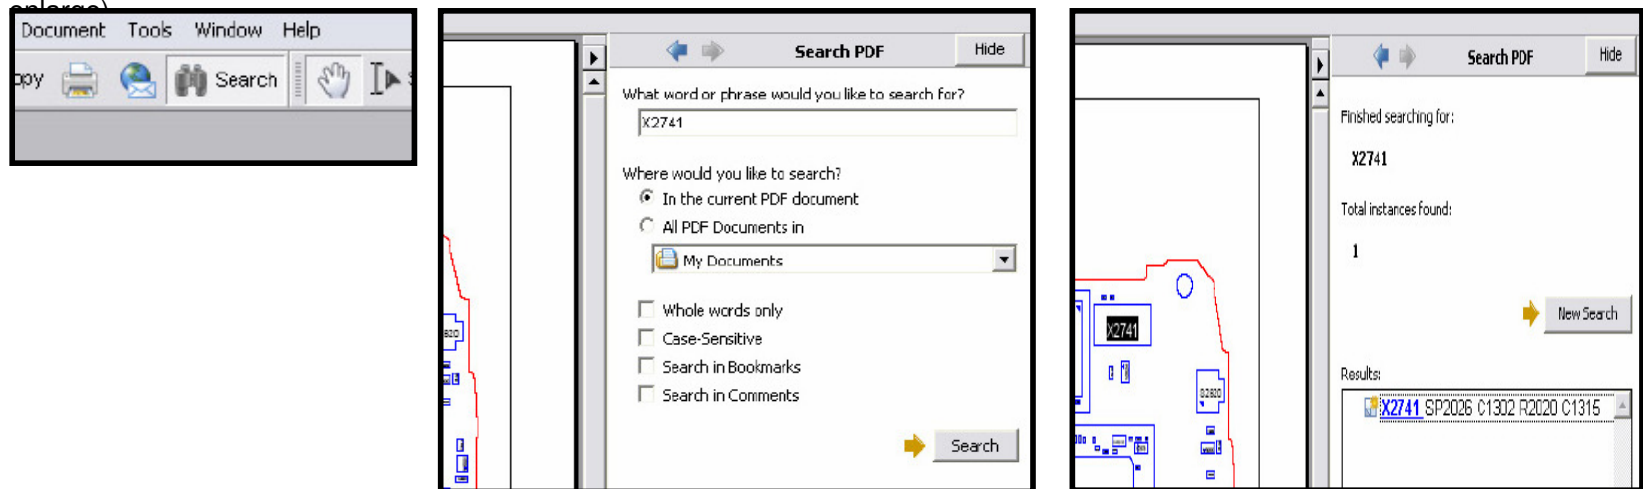 enlarge)
Document Tools Window Help
opy Search
Search PDF Hide
What word or phrase would you like to search for?
X2741
Where would you like to search?
In the current PDF document
All PDF Documents in
My Documents
Whole words only
Case-Sensitive
Search in Bookmarks
Search in Comments
Search
Search PDF Hide
Finished searching for:
X2741
Total instances found:
1
New Search
Results:
X2741 SP2026 C1302 R2020 C1315
X2741